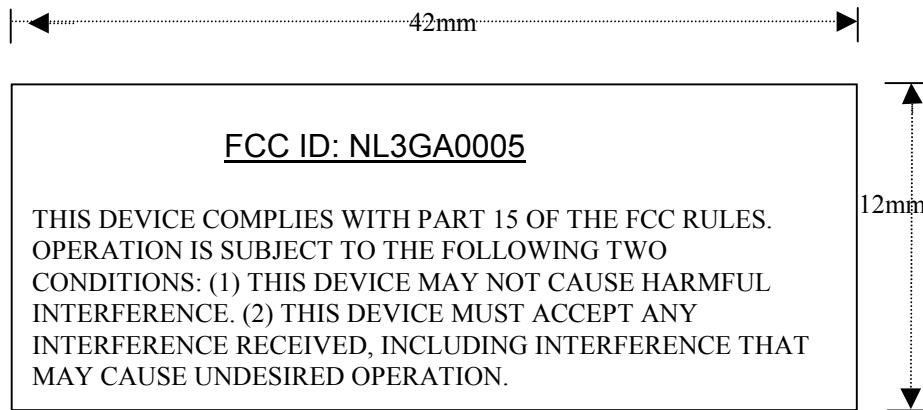 42mm
FCC ID: NL3GA0005
12mm
THIS DEVICE COMPLIES WITH PART 15 OF THE FCC RULES.
OPERATION IS SUBJECT TO THE FOLLOWING TWO
CONDITIONS: (1) THIS DEVICE MAY NOT CAUSE HARMFUL
INTERFERENCE. (2) THIS DEVICE MUST ACCEPT ANY
INTERFERENCE RECEIVED, INCLUDING INTERFERENCE THAT
MAY CAUSE UNDESIRED OPERATION.